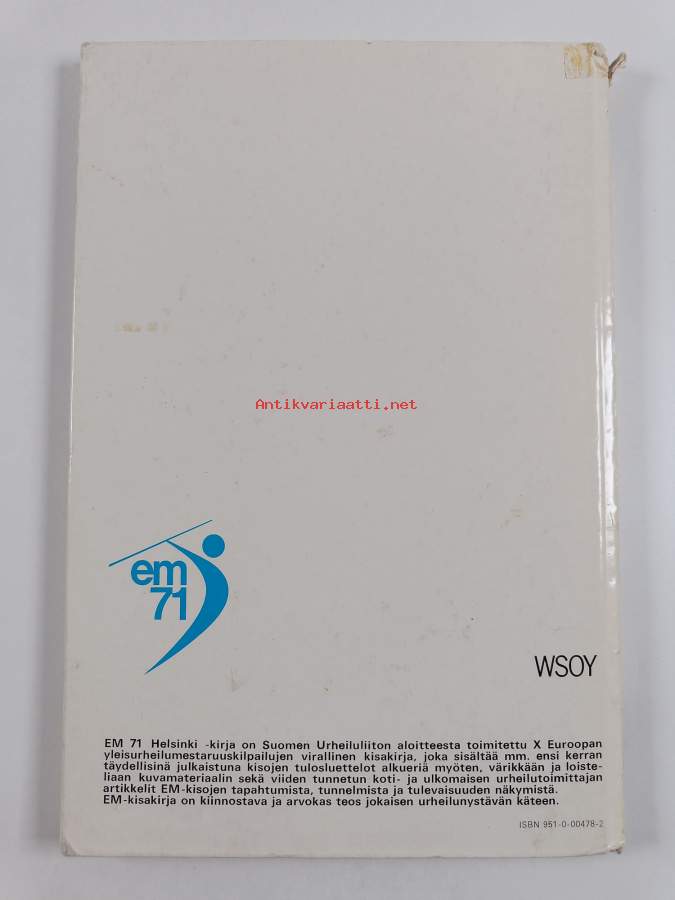 Antikvariaatti.net
em
71
WSOY
EM 71 Helsinki -kirja on Suomen Urheiluliiton aloitteesta toimitettu X Euroopan
yleisurheilumestaruuskilpailujen virallinen kisakirja, joka sisältää mm. ensi kerran
täydellisinä julkaistuna kisojen tulosluettelot alkueriä myöten, värikkään ja loiste-
liaan kuvamateriaalin sekä viiden tunnetun koti- ja ulkomaisen urheilutoimittajan
artikkelit EM-kisojen tapahtumista, tunnelmista ja tulevaisuuden näkymistä.
EM-kisakirja on kiinnostava ja arvokas teos jokaisen urheilunystävän käteen.
ISBN 951-0-00478-2